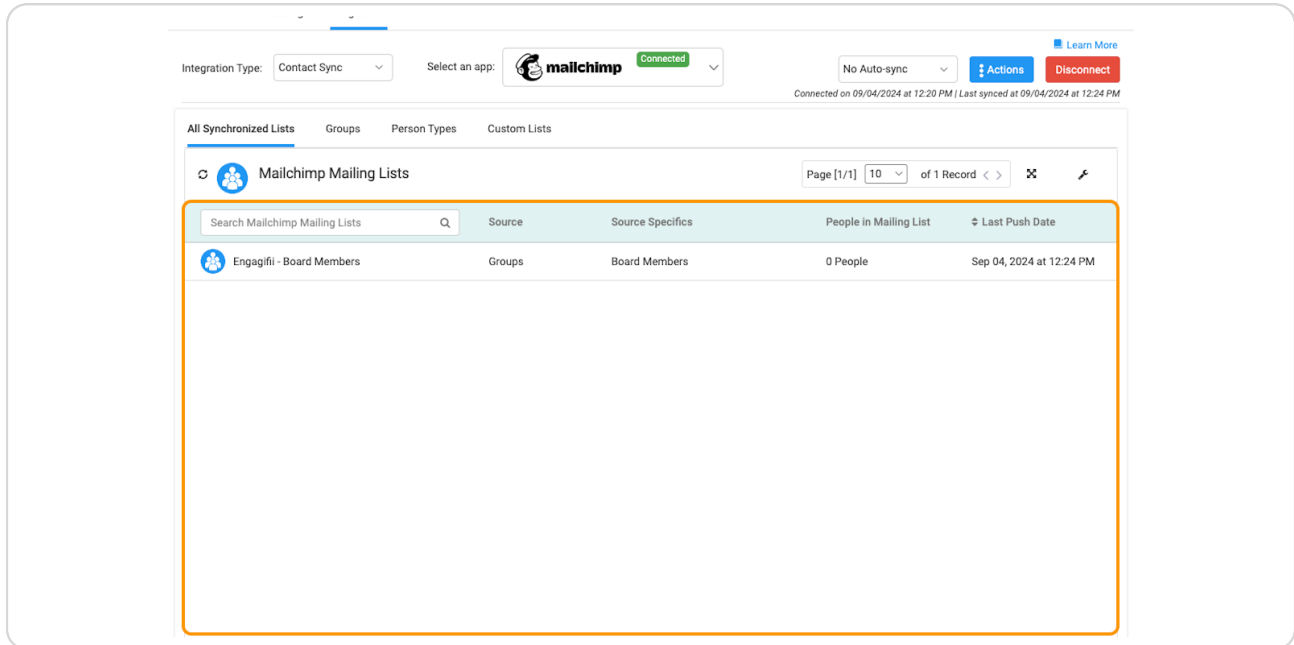 Learn More
Integration Type: Contact Sync Select an app: mailchimp Connected No Auto-sync Actions Disconnect
Connected on 09/04/2024 at 12:20 PM | Last synced at 09/04/2024 at 12:24 PM
All Synchronized Lists Groups Person Types Custom Lists
Mailchimp Mailing Lists Page [1/1] 10 of 1 Record
Search Mailchimp Mailing Lists Source Source Specifics People in Mailing List Last Push Date
Engagifii - Board Members Groups Board Members 0 People Sep 04, 2024 at 12:24 PM